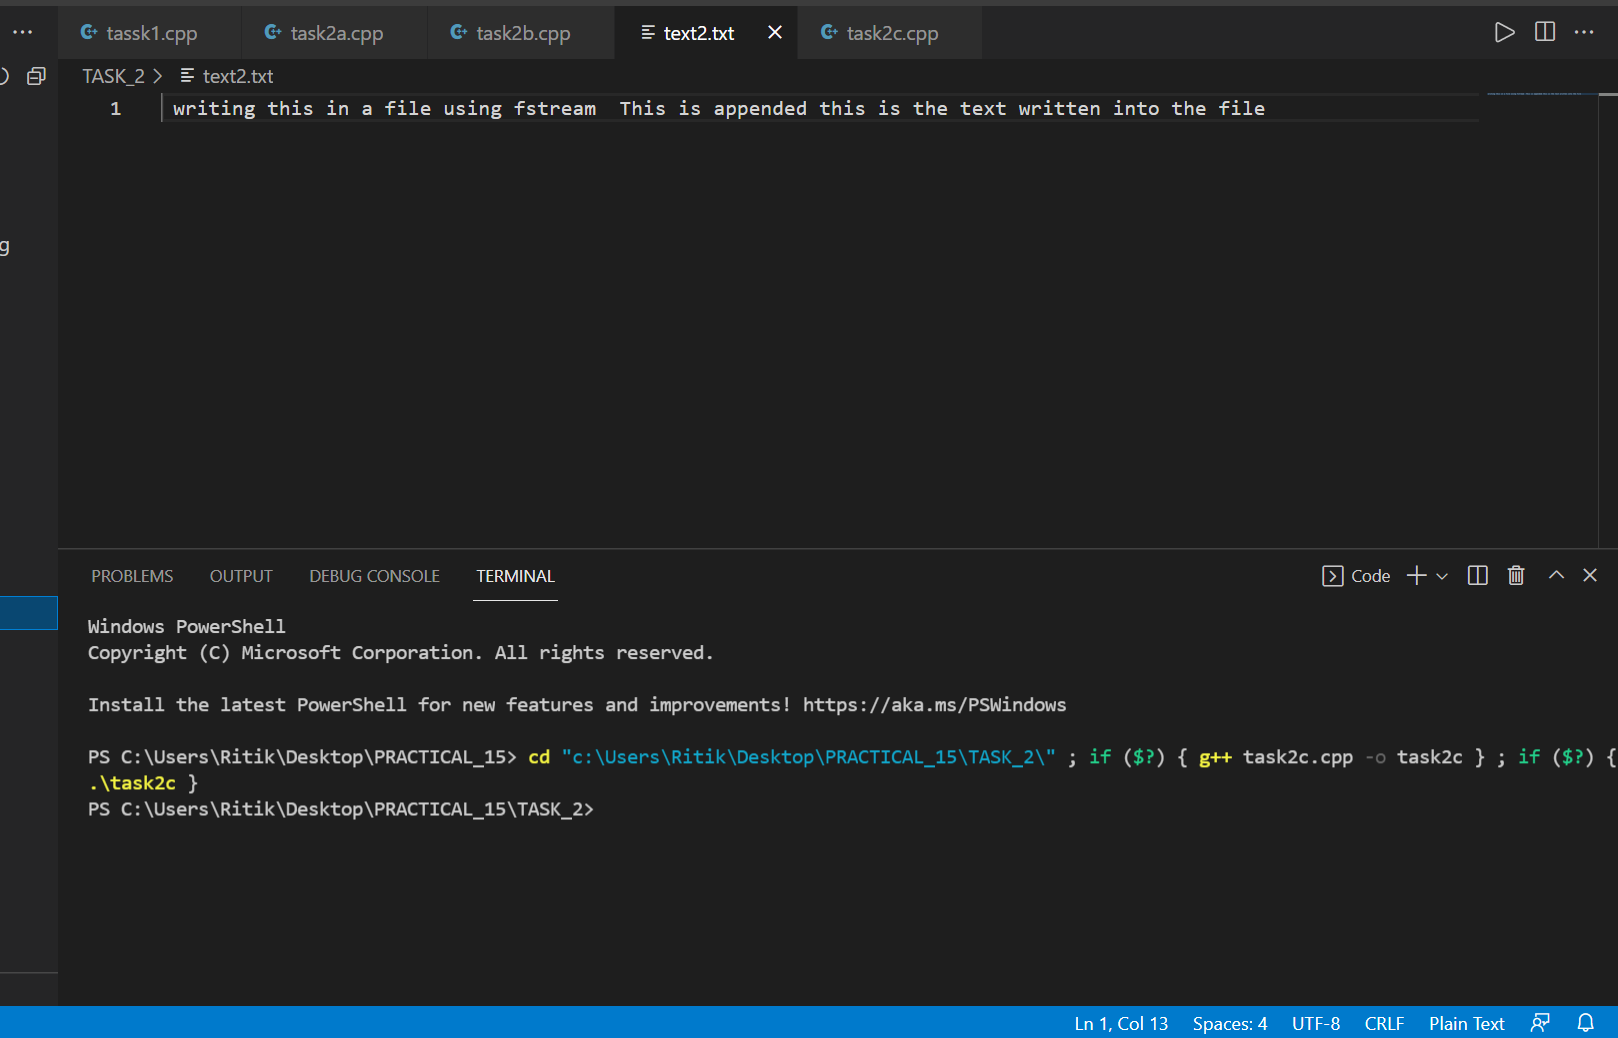 tassk1.cpp task2a.cpp task2b.cpp text2.txt task2c.cpp
TASK_2 > text2.txt
1 writing this in a file using fstream  This is appended this is the text written into the file
g
PROBLEMS OUTPUT DEBUG CONSOLE TERMINAL Code
Windows PowerShell
Copyright (C) Microsoft Corporation. All rights reserved.
Install the latest PowerShell for new features and improvements! https://aka.ms/PSWindows
PS C:\Users\Ritik\Desktop\PRACTICAL_15> cd "c:\Users\Ritik\Desktop\PRACTICAL_15\TASK_2\" ; if ($?) { g++ task2c.cpp -o task2c } ; if ($?) {
.\task2c }
PS C:\Users\Ritik\Desktop\PRACTICAL_15\TASK_2>
Ln 1, Col 13 Spaces: 4 UTF-8 CRLF Plain Text